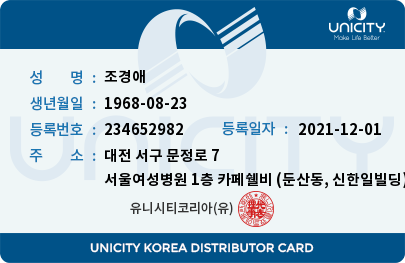 UNICITY
Make Life Better
성 명 : 조경애
생년월일 : 1968-08-23
등록번호 : 234652982 등록일자 : 2021-12-01
주 소 : 대전 서구 문정로 7
서울여성병원 1층 카페쉘비 (둔산동, 신한일빌딩)
유니시티코리아(유)
UNICITY
UNICITY KOREA DISTRIBUTOR CARD